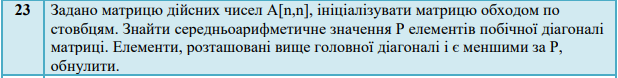 23 Задано матрицю дійсних чисел A[n,n], ініціалізувати матрицю обходом по
стовбцям. Знайти середньоарифметичне значення P елементів побічної діагоналі
матриці. Елементи, розташовані вище головної діагоналі і є меншими за P,
обнулити.